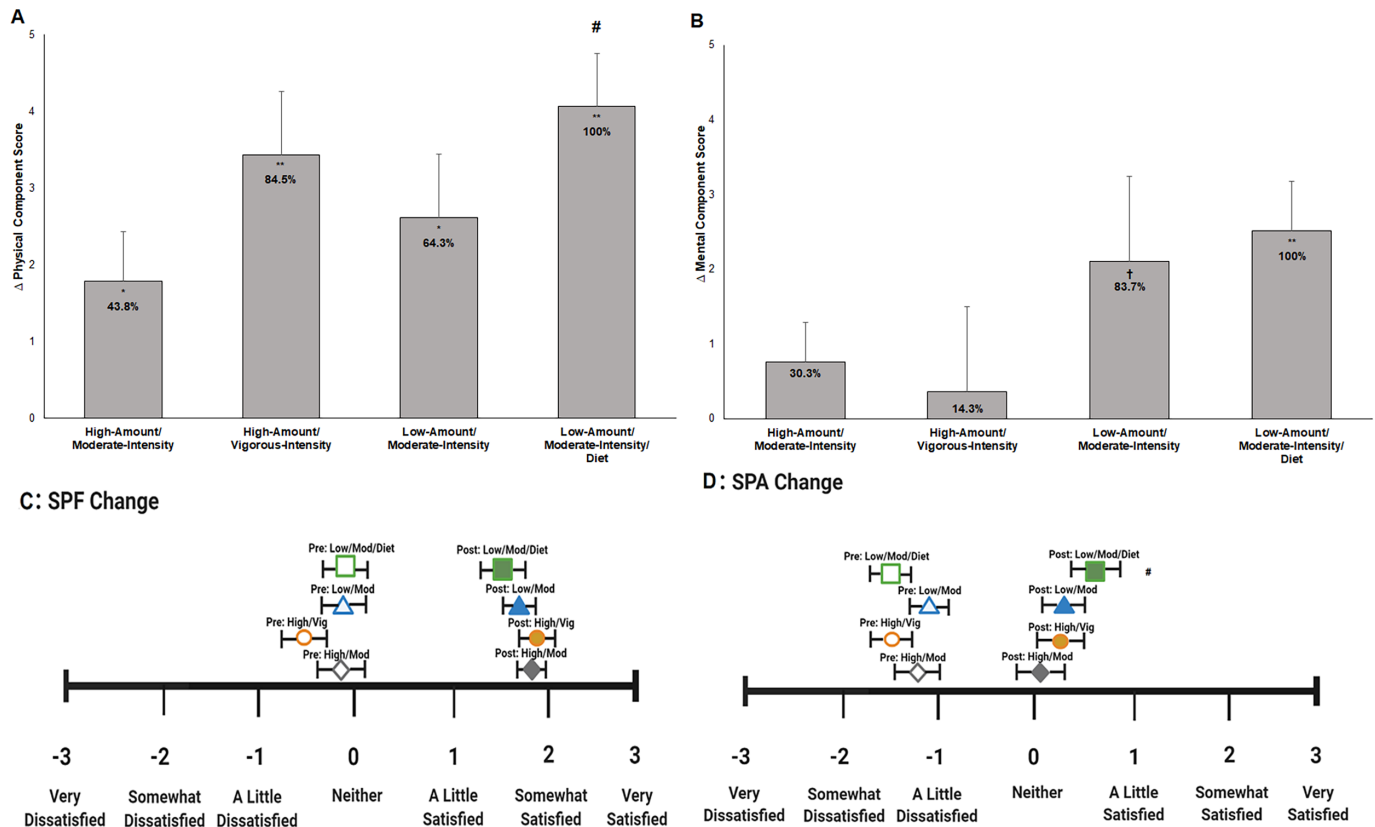 A
Δ Physical Component Score
5
4
3
2
1
0
*
43.8%
**
84.5%
*
64.3%
#
**
100%
High-Amount/
Moderate-Intensity
High-Amount/
Vigorous-Intensity
Low-Amount/
Moderate-Intensity
Low-Amount/
Moderate-Intensity/
Diet
B
Δ Mental Component Score
5
4
3
2
1
0
30.3%
14.3%
†
83.7%
**
100%
High-Amount/
Moderate-Intensity
High-Amount/
Vigorous-Intensity
Low-Amount/
Moderate-Intensity
Low-Amount/
Moderate-Intensity/
Diet
C: SPF Change
Pre: Low/Mod/Diet
Post: Low/Mod/Diet
Pre: Low/Mod
Post: Low/Mod
Pre: High/Vig
Post: High/Vig
Pre: High/Mod
Post: High/Mod
-3
-2
-1
0
1
2
3
Very
Dissatisfied
Somewhat
Dissatisfied
A Little
Dissatisfied
Neither
A Little
Satisfied
Somewhat
Satisfied
Very
Satisfied
D: SPA Change
Pre: Low/Mod/Diet
Post: Low/Mod/Diet
#
Pre: Low/Mod
Post: Low/Mod
Pre: High/Vig
Post: High/Vig
Pre: High/Mod
Post: High/Mod
-3
-2
-1
0
1
2
3
Very
Dissatisfied
Somewhat
Dissatisfied
A Little
Dissatisfied
Neither
A Little
Satisfied
Somewhat
Satisfied
Very
Satisfied